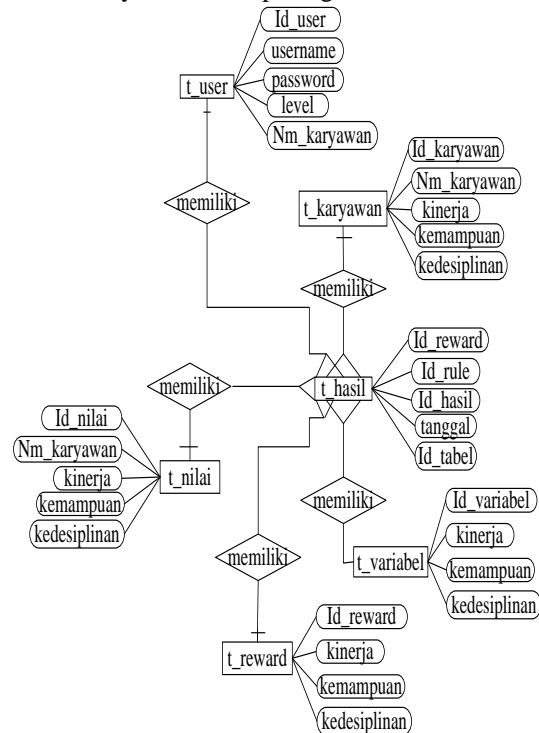 Id_user
username
password
t_user
level
Nm_karyawan
Id_karyawan
Nm_karyawan
memiliki
t_karyawan
kinerja
kemampuan
kedesiplinan
memiliki
Id_reward
Id_rule
memiliki
t_hasil
Id_hasil
tanggal
Id_tabel
Id_nilai
Nm_karyawan
kinerja
t_nilai
kemampuan
kedesiplinan
memiliki
Id_variabel
kinerja
t_variabel
kemampuan
kedesiplinan
memiliki
Id_reward
kinerja
t_reward
kemampuan
kedesiplinan